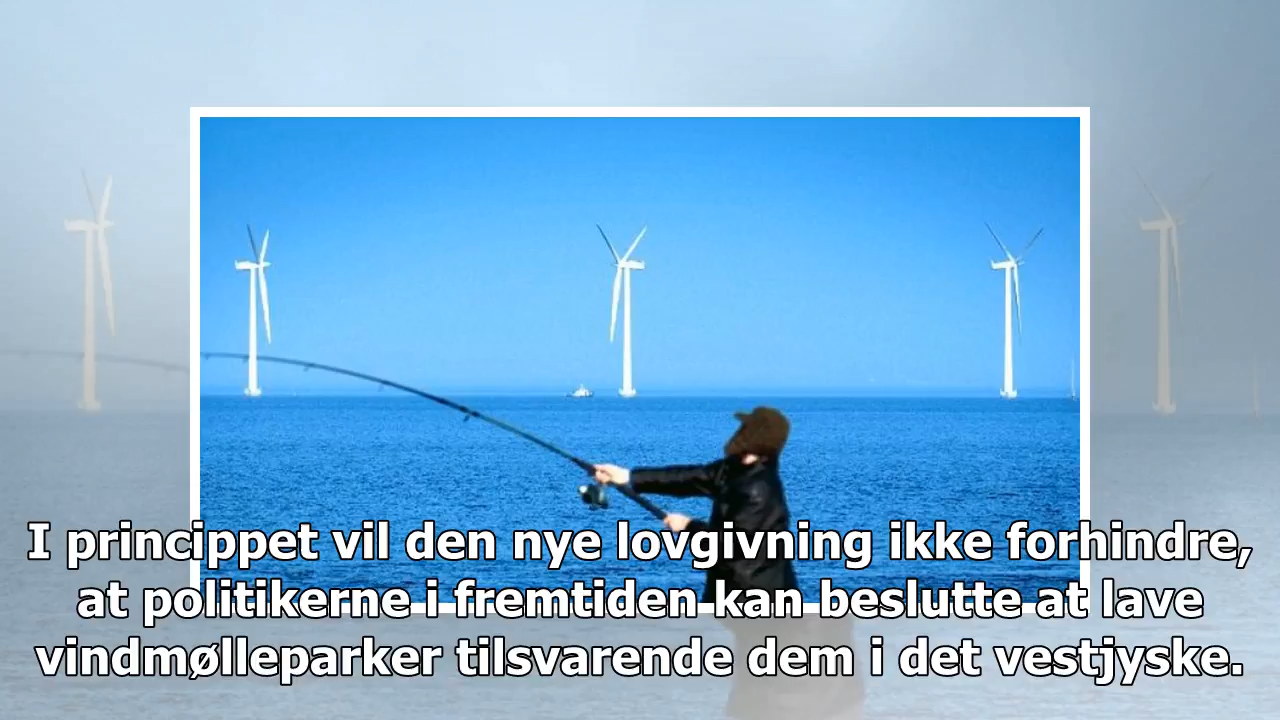 I princippet vil den nye lovgivning ikke forhindre,
at politikerne i fremtiden kan beslutte at lave
vindmølleparker tilsvarende dem i det vestjyske.